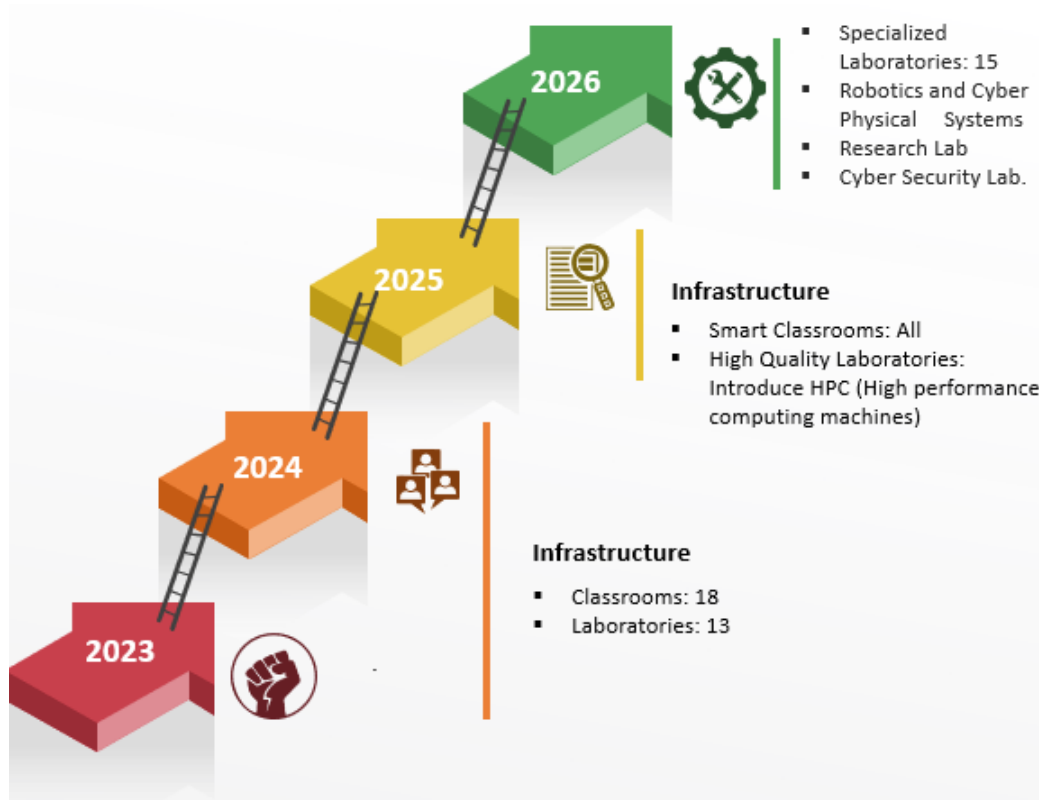 2026
▪ Specialized
Laboratories: 15
▪ Robotics and Cyber
Physical Systems
▪ Research Lab
▪ Cyber Security Lab.
2025
Infrastructure
▪ Smart Classrooms: All
▪ High Quality Laboratories:
Introduce HPC (High performance
computing machines)
2024
Infrastructure
▪ Classrooms: 18
▪ Laboratories: 13
2023
-